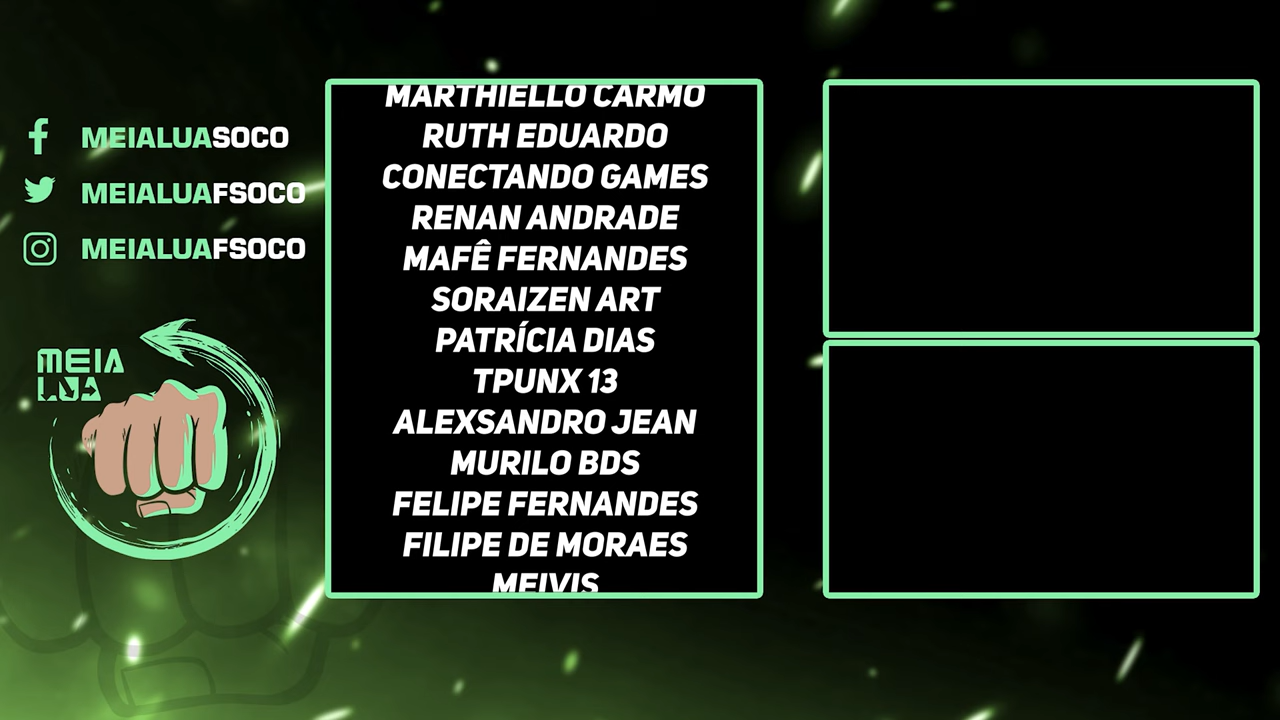 MEIALUASOCO
MEIALUAFSOCO
MEIALUAFSOCO
MEIA
LUA
MARTHIELLO CARMO
RUTH EDUARDO
CONECTANDO GAMES
RENAN ANDRADE
MAFÊ FERNANDES
SORAIZEN ART
PATRÍCIA DIAS
TPUNX 13
ALEXSANDRO JEAN
MURILO BDS
FELIPE FERNANDES
FILIPE DE MORAES
MEIVIS